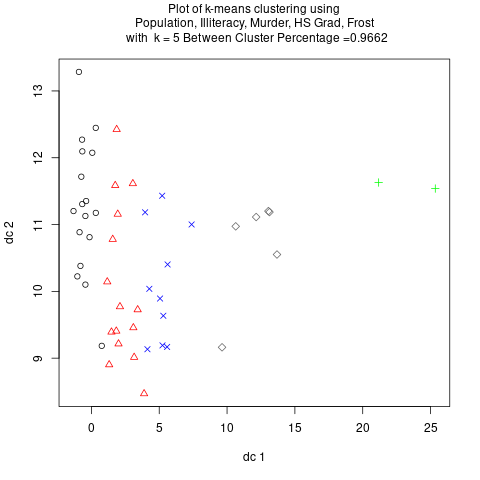 Plot of k-means clustering using
Population, Illiteracy, Murder, HS Grad, Frost
with k = 5 Between Cluster Percentage =0.9662
13
12
11
10
9
dc 2
0 5 10 15 20 25
dc 1